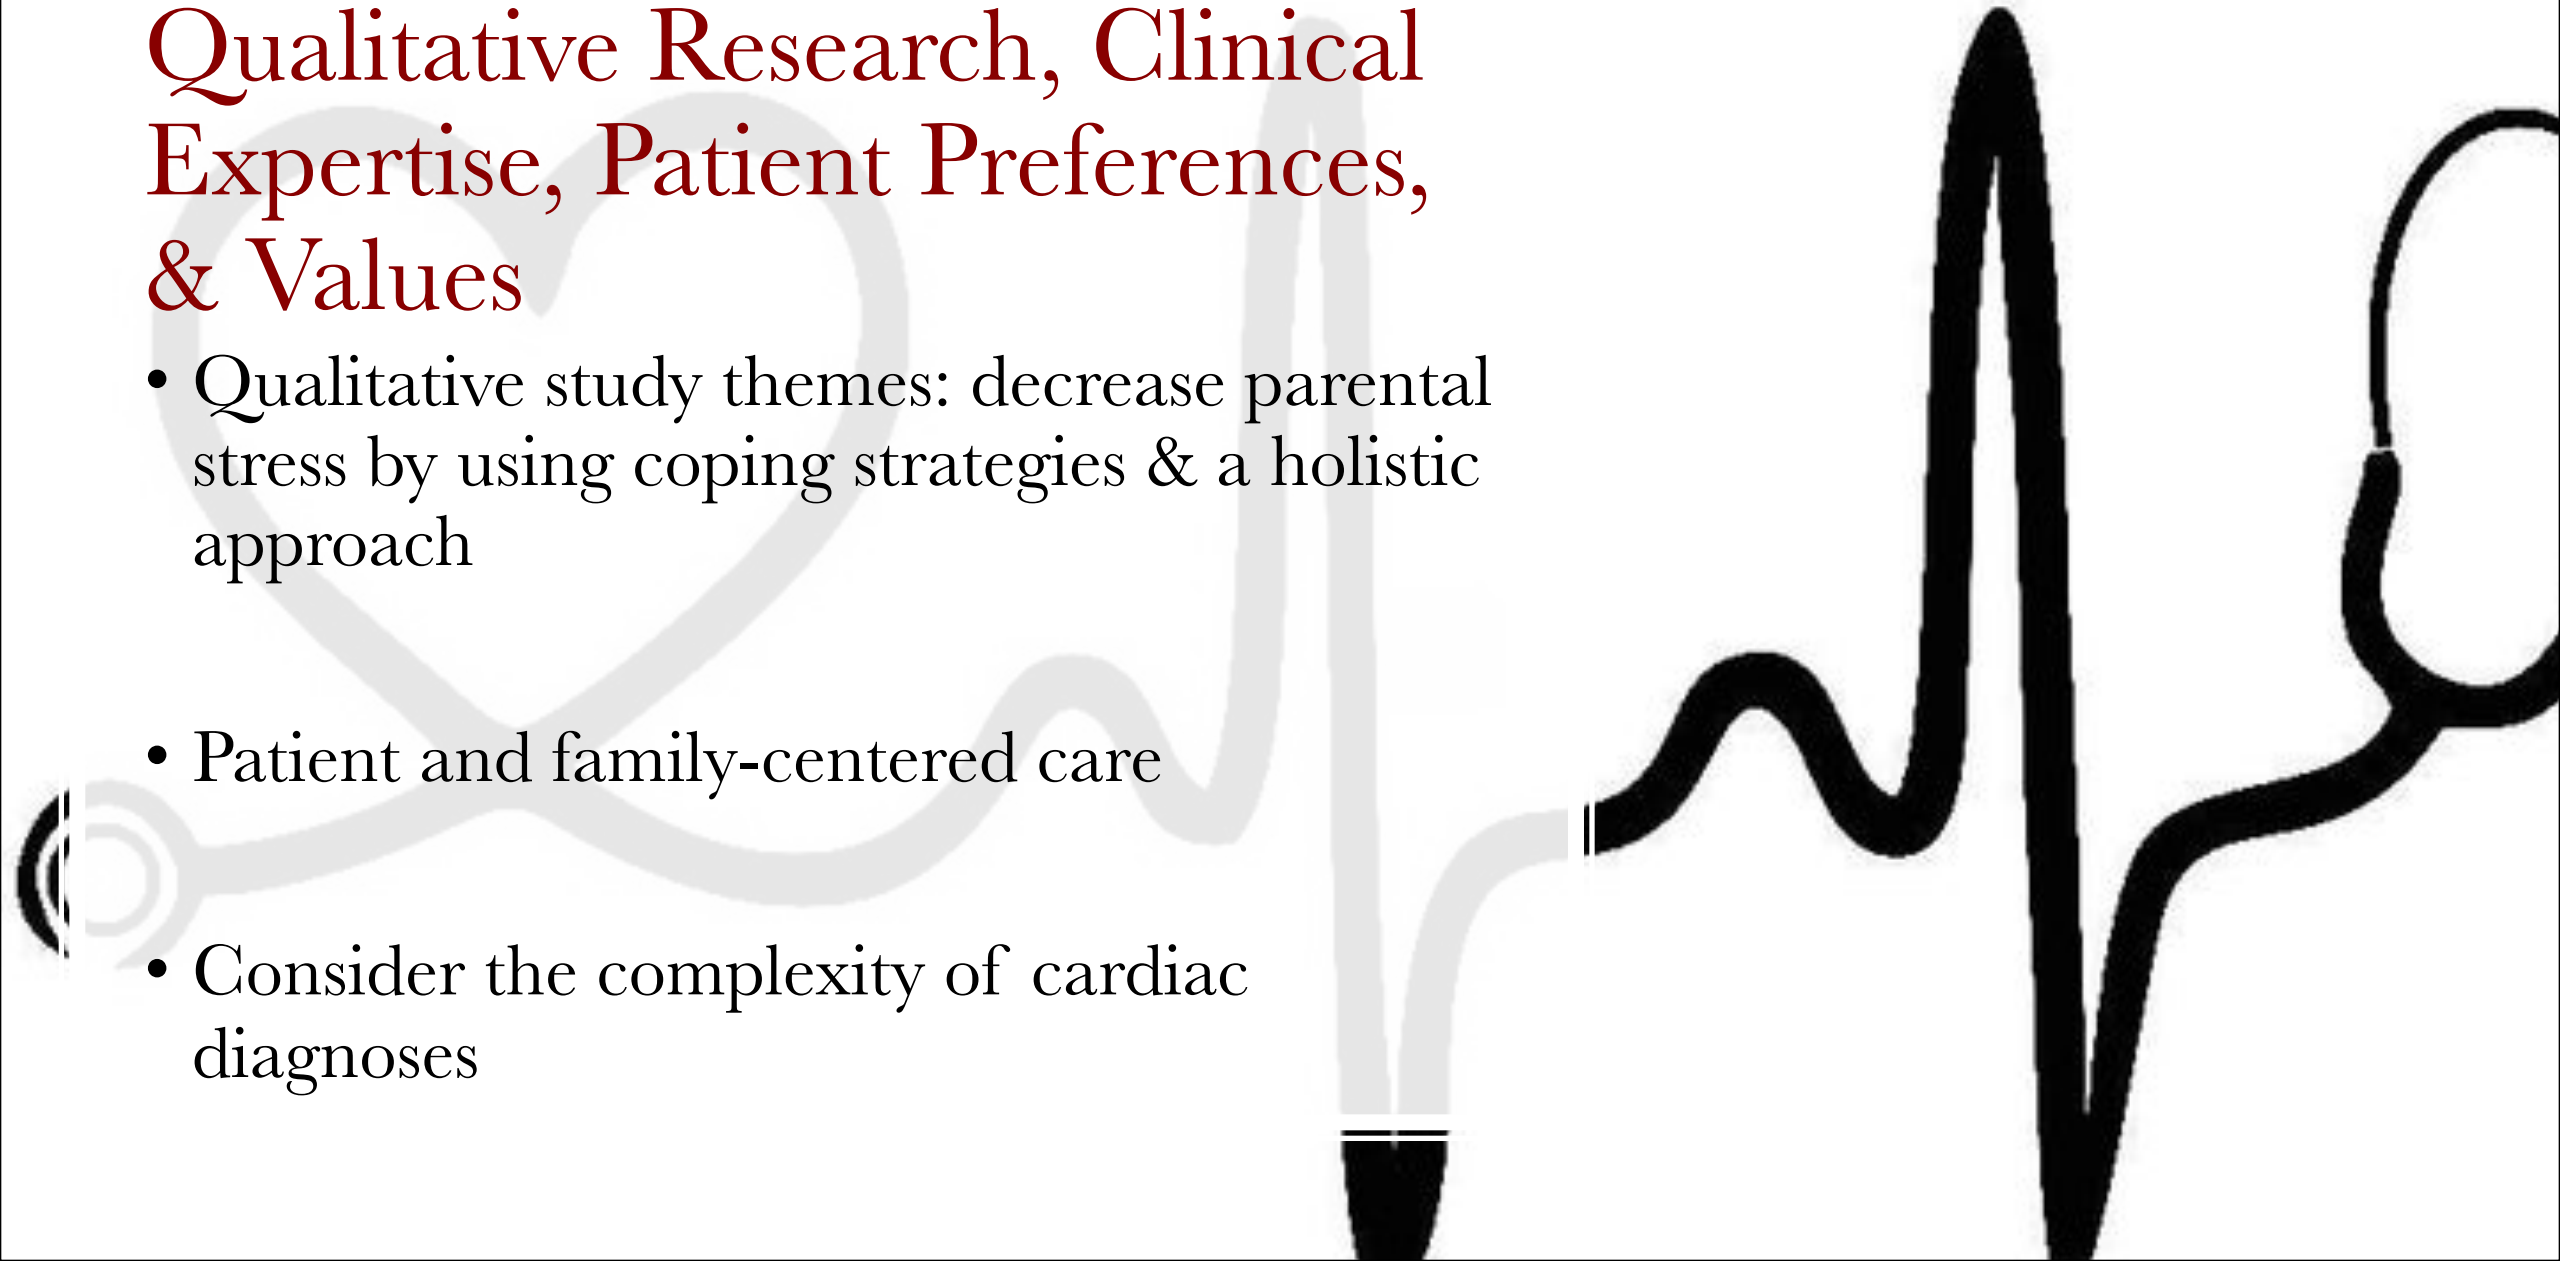 Qualitative Research, Clinical
Expertise, Patient Preferences,
& Values
• Qualitative study themes: decrease parental
stress by using coping strategies & a holistic
approach
• Patient and family-centered care
• Consider the complexity of cardiac
diagnoses